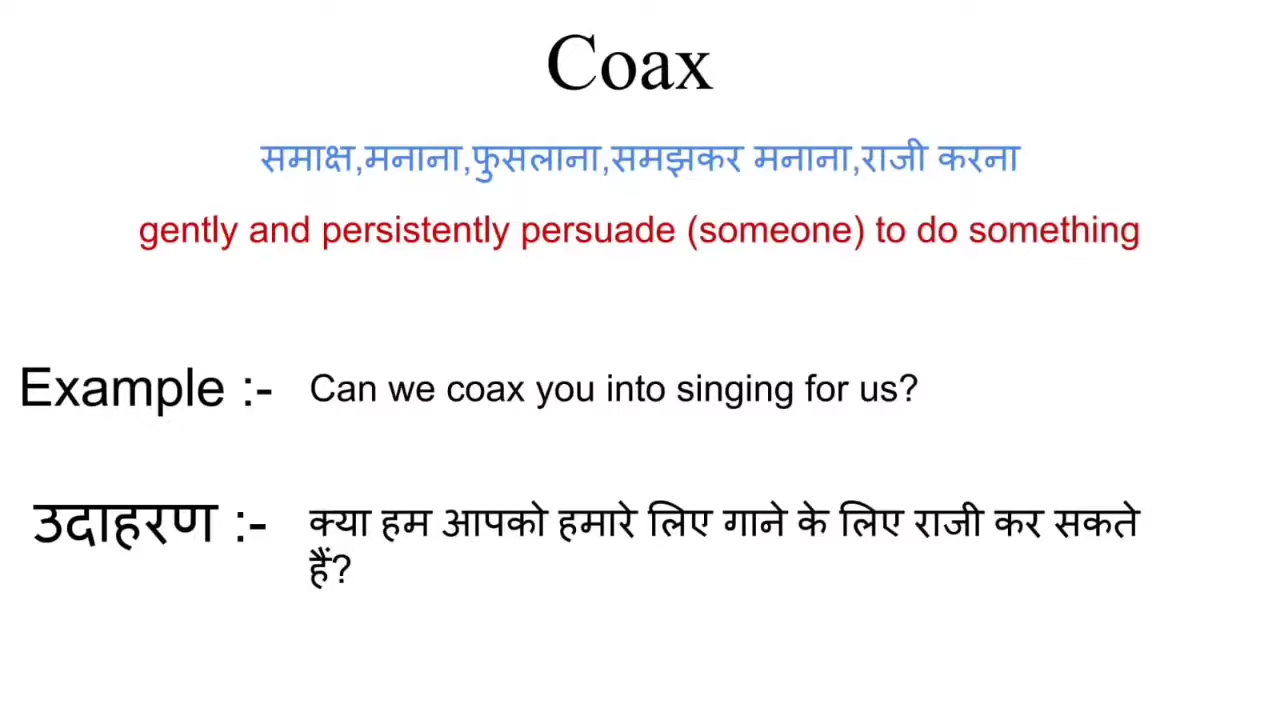 Coax
समाक्ष,मनाना,फुसलाना,समझकर मनाना,राजी करना
gently and persistently persuade (someone) to do something
Example :- Can we coax you into singing for us?
उदाहरण :- क्या हम आपको हमारे लिए गाने के लिए राजी कर सकते
हैं?